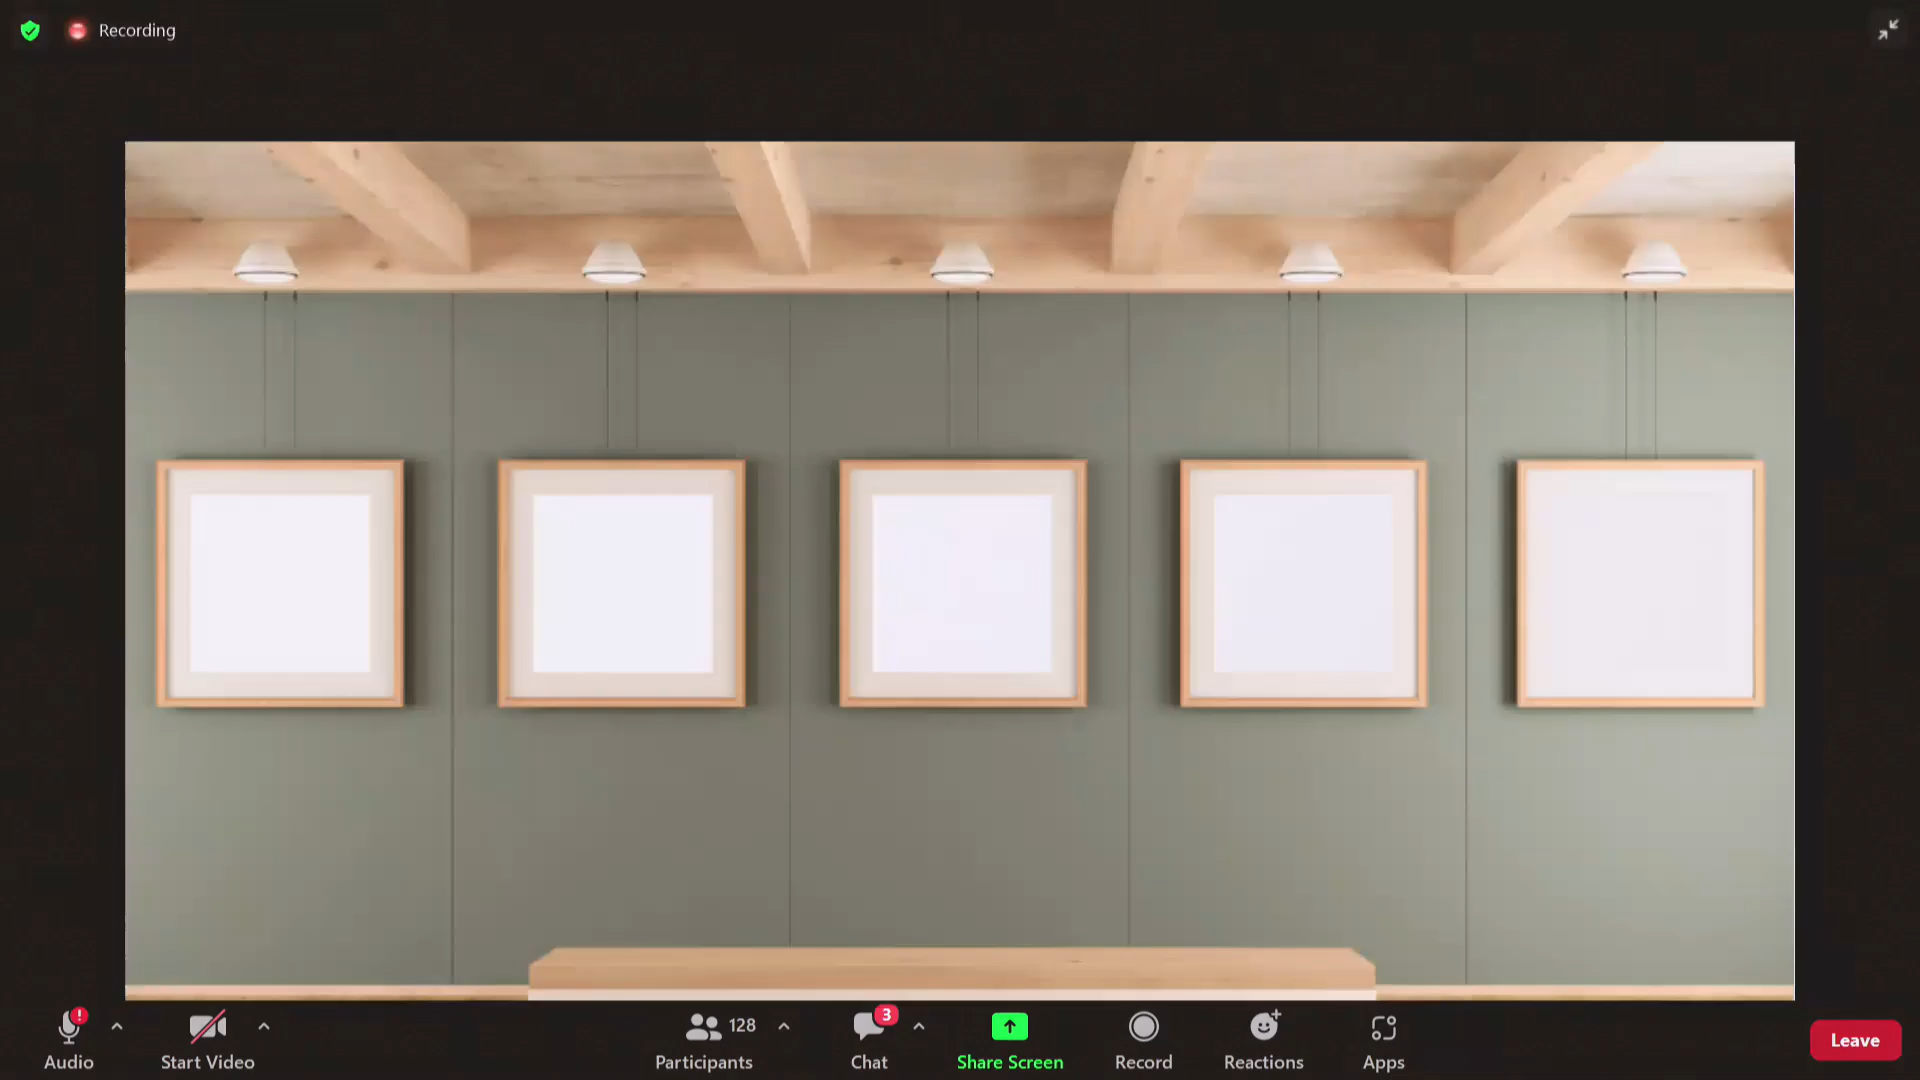 Recording
Audio
Start Video
128
Participants
3
Chat
Share Screen
Record
Reactions
Apps
Leave